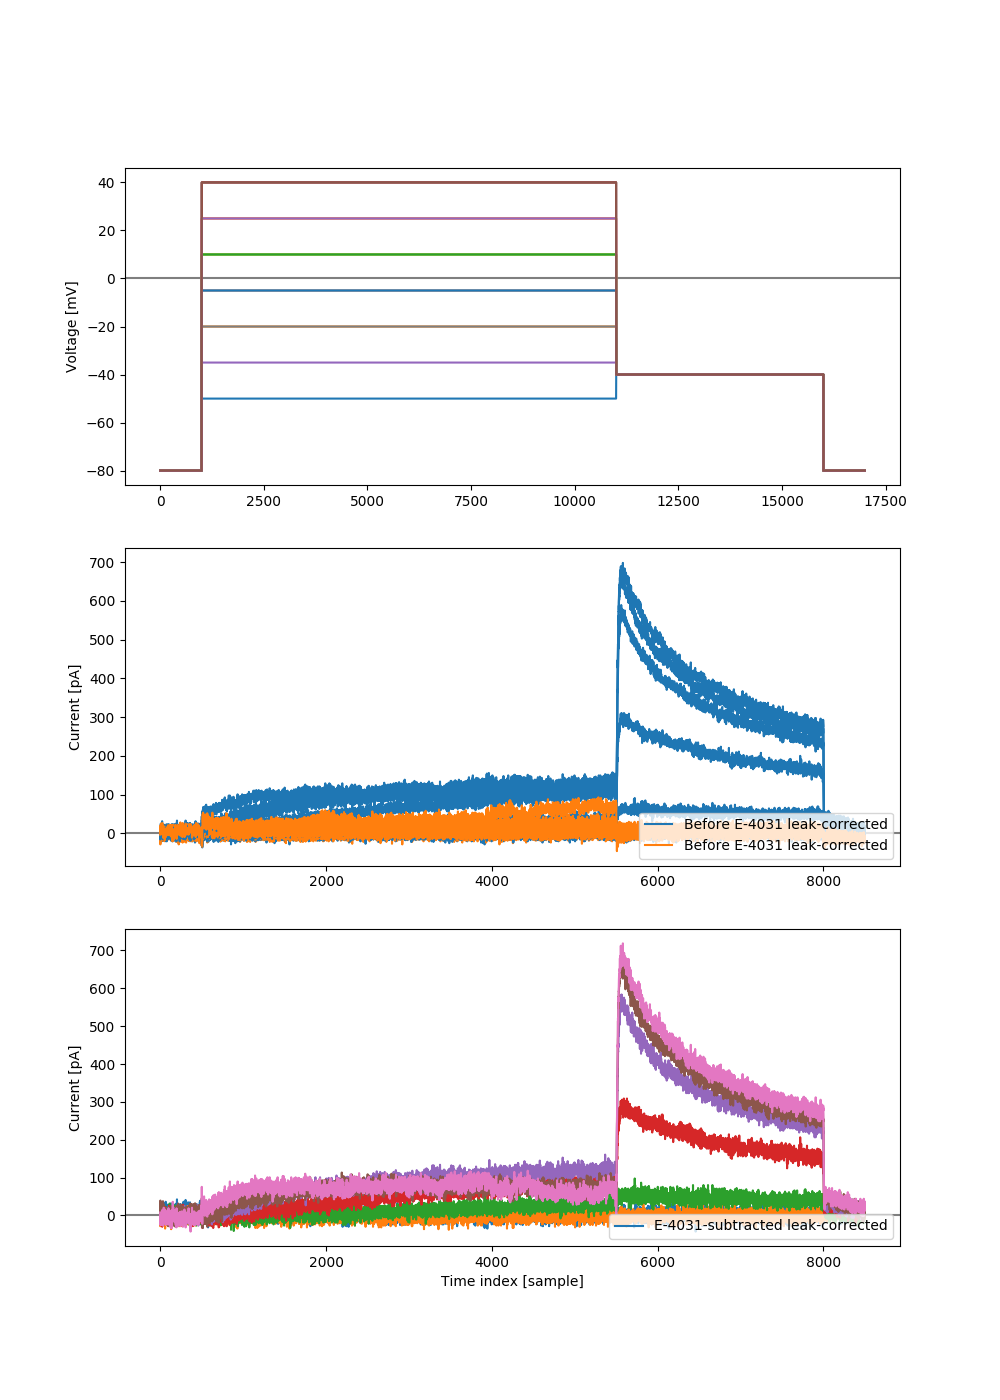 40
20
0
−20
−40
−60
−80
Voltage [mV]
0 2500 5000 7500 10000 12500 15000 17500
700
600
500
400
300
200
100
0
Current [pA]
Before E-4031 leak-corrected
Before E-4031 leak-corrected
0 2000 4000 6000 8000
700
600
500
400
300
200
100
0
Current [pA]
E-4031-subtracted leak-corrected
0 2000 4000 6000 8000
Time index [sample]